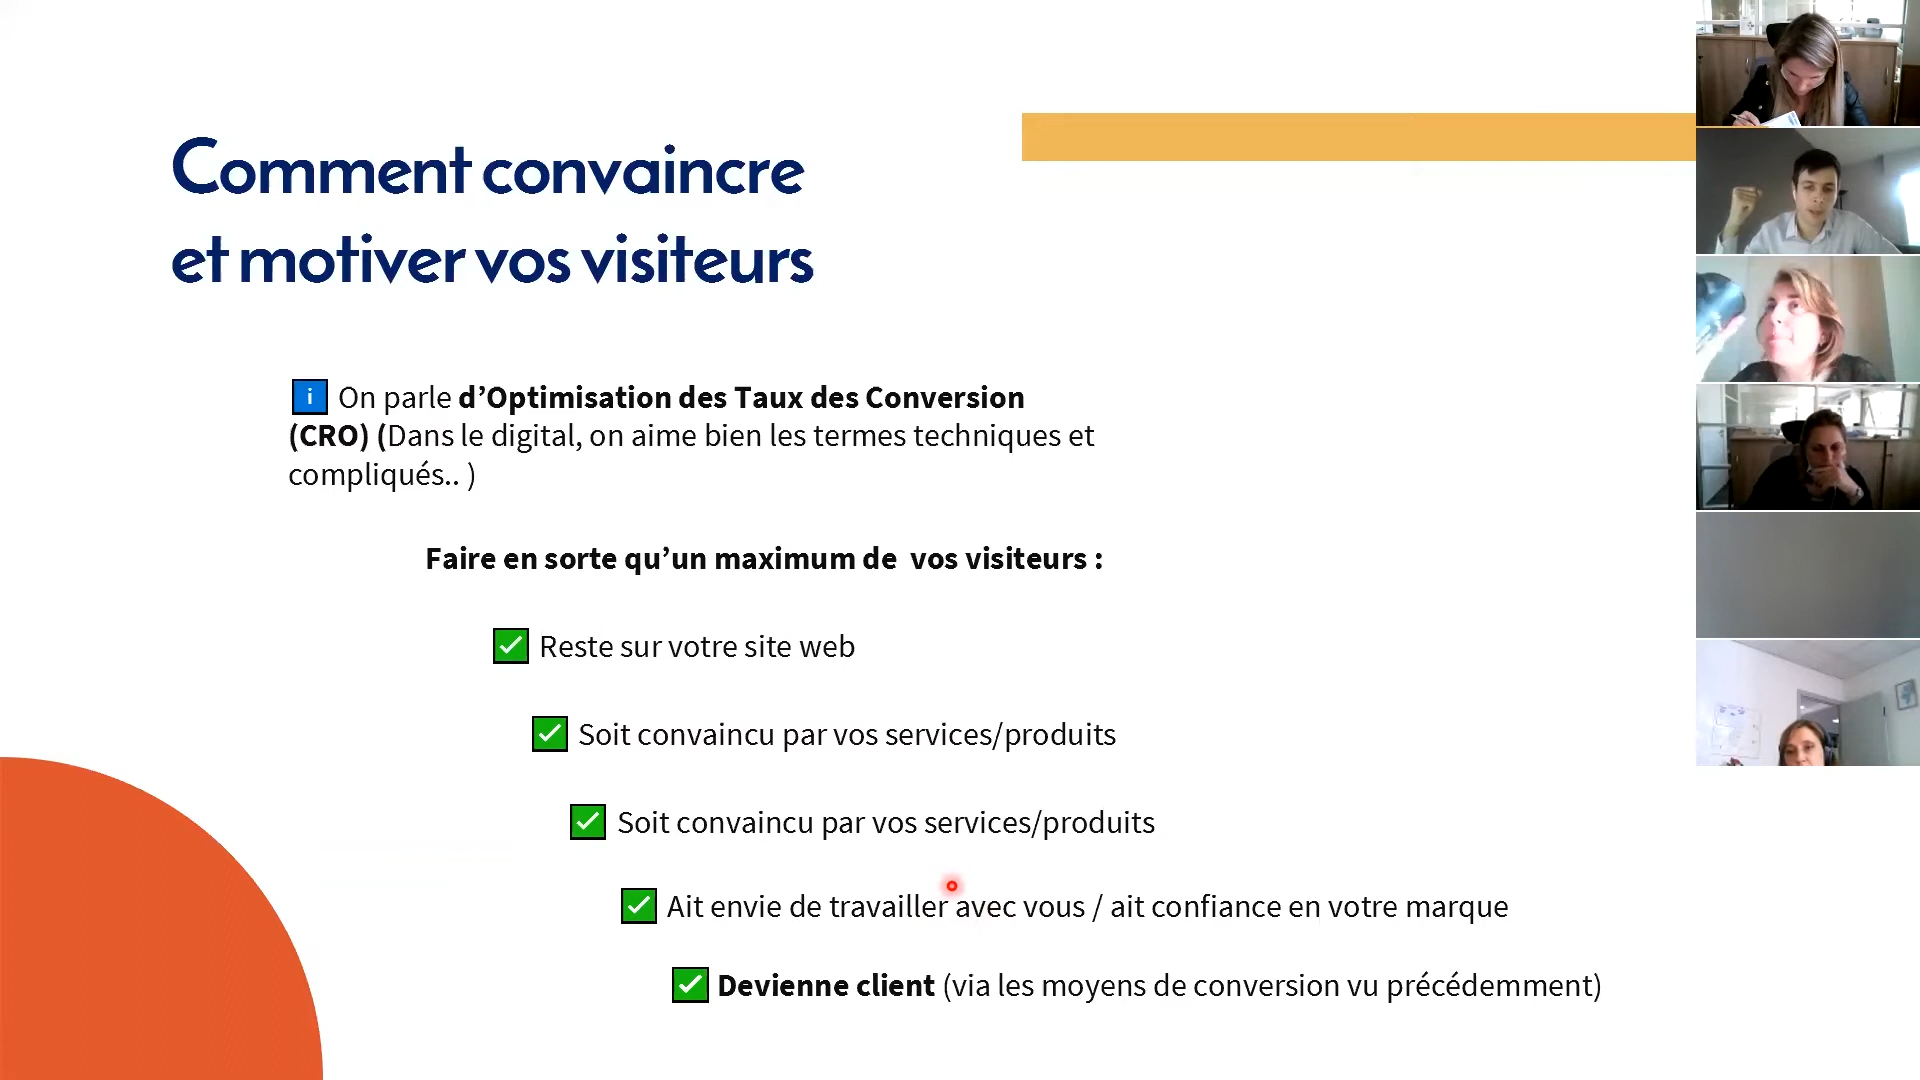 Comment convaincre
et motiver vos visiteurs
i On parle d’Optimisation des Taux des Conversion
(CRO) (Dans le digital, on aime bien les termes techniques et
compliqués.. )
Faire en sorte qu’un maximum de  vos visiteurs :
Reste sur votre site web
Soit convaincu par vos services/produits
Soit convaincu par vos services/produits
Ait envie de travailler avec vous / ait confiance en votre marque
Devienne client (via les moyens de conversion vu précédemment)